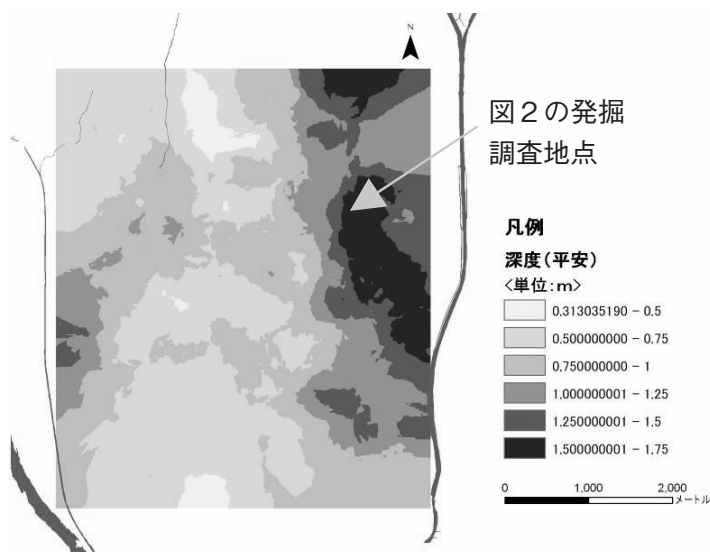 N
図２の発掘
調査地点
凡例
深度(平安)
<単位:m>
0.313035190 - 0.5
0.500000000 - 0.75
0.750000000 - 1
1.000000001 - 1.25
1.250000001 - 1.5
1.500000001 - 1.75
0 1,000 2,000
メートル